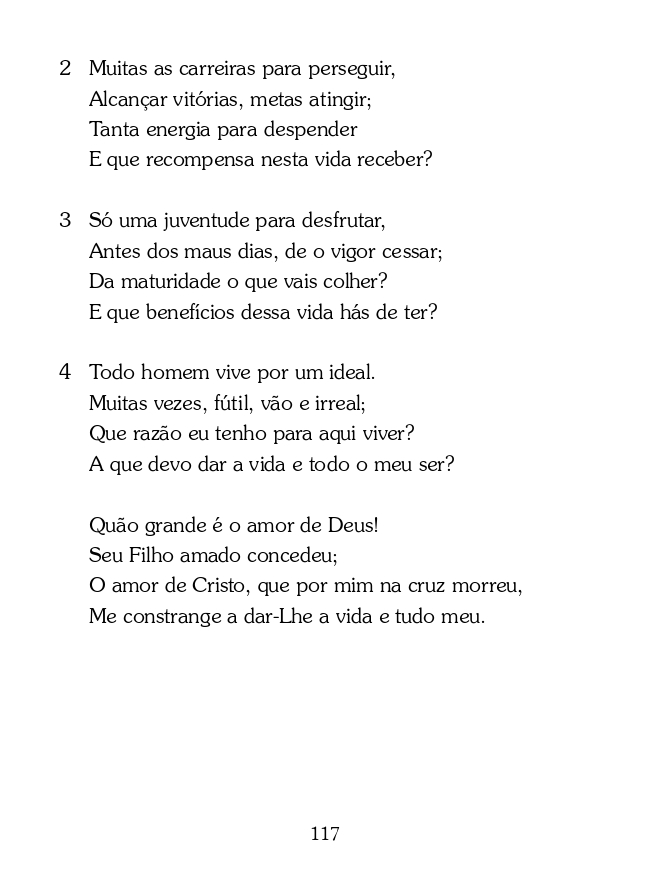 2 Muitas as carreiras para perseguir,
Alcançar vitórias, metas atingir;
Tanta energia para despender
E que recompensa nesta vida receber?
3 Só uma juventude para desfrutar,
Antes dos maus dias, de o vigor cessar;
Da maturidade o que vais colher?
E que benefícios dessa vida hás de ter?
4 Todo homem vive por um ideal.
Muitas vezes, fútil, vão e irreal;
Que razão eu tenho para aqui viver?
A que devo dar a vida e todo o meu ser?
Quão grande é o amor de Deus!
Seu Filho amado concedeu;
O amor de Cristo, que por mim na cruz morreu,
Me constrange a dar-Lhe a vida e tudo meu.
117